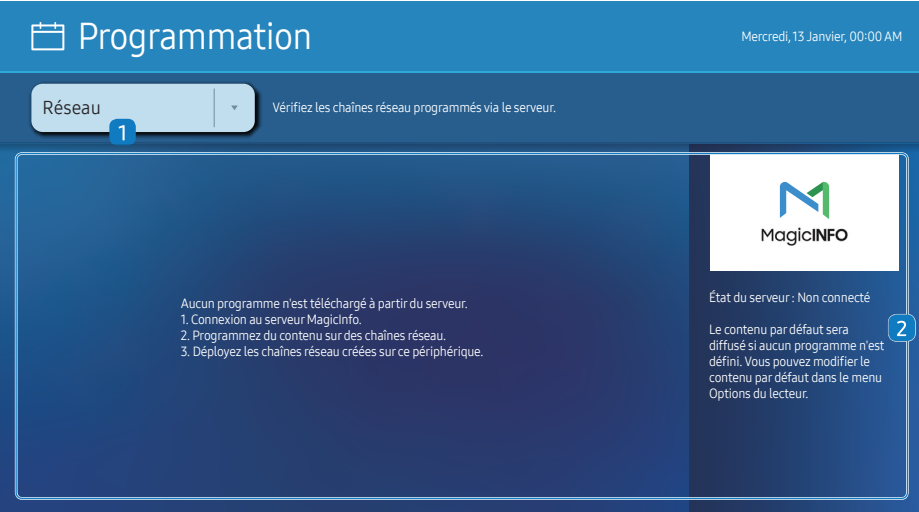 Programmation
Mercredi, 13 Janvier, 00:00 AM
Réseau
Vérifiez les chaînes réseau programmés via le serveur.
1
MagicINFO
Aucun programme n'est téléchargé à partir du serveur.
1. Connexion au serveur MagicInfo.
2. Programmez du contenu sur des chaînes réseau.
3. Déployez les chaînes réseau créées sur ce périphérique.
État du serveur : Non connecté
2
Le contenu par défaut sera
diffusé si aucun programme n'est
défini. Vous pouvez modifier le
contenu par défaut dans le menu
Options du lecteur.